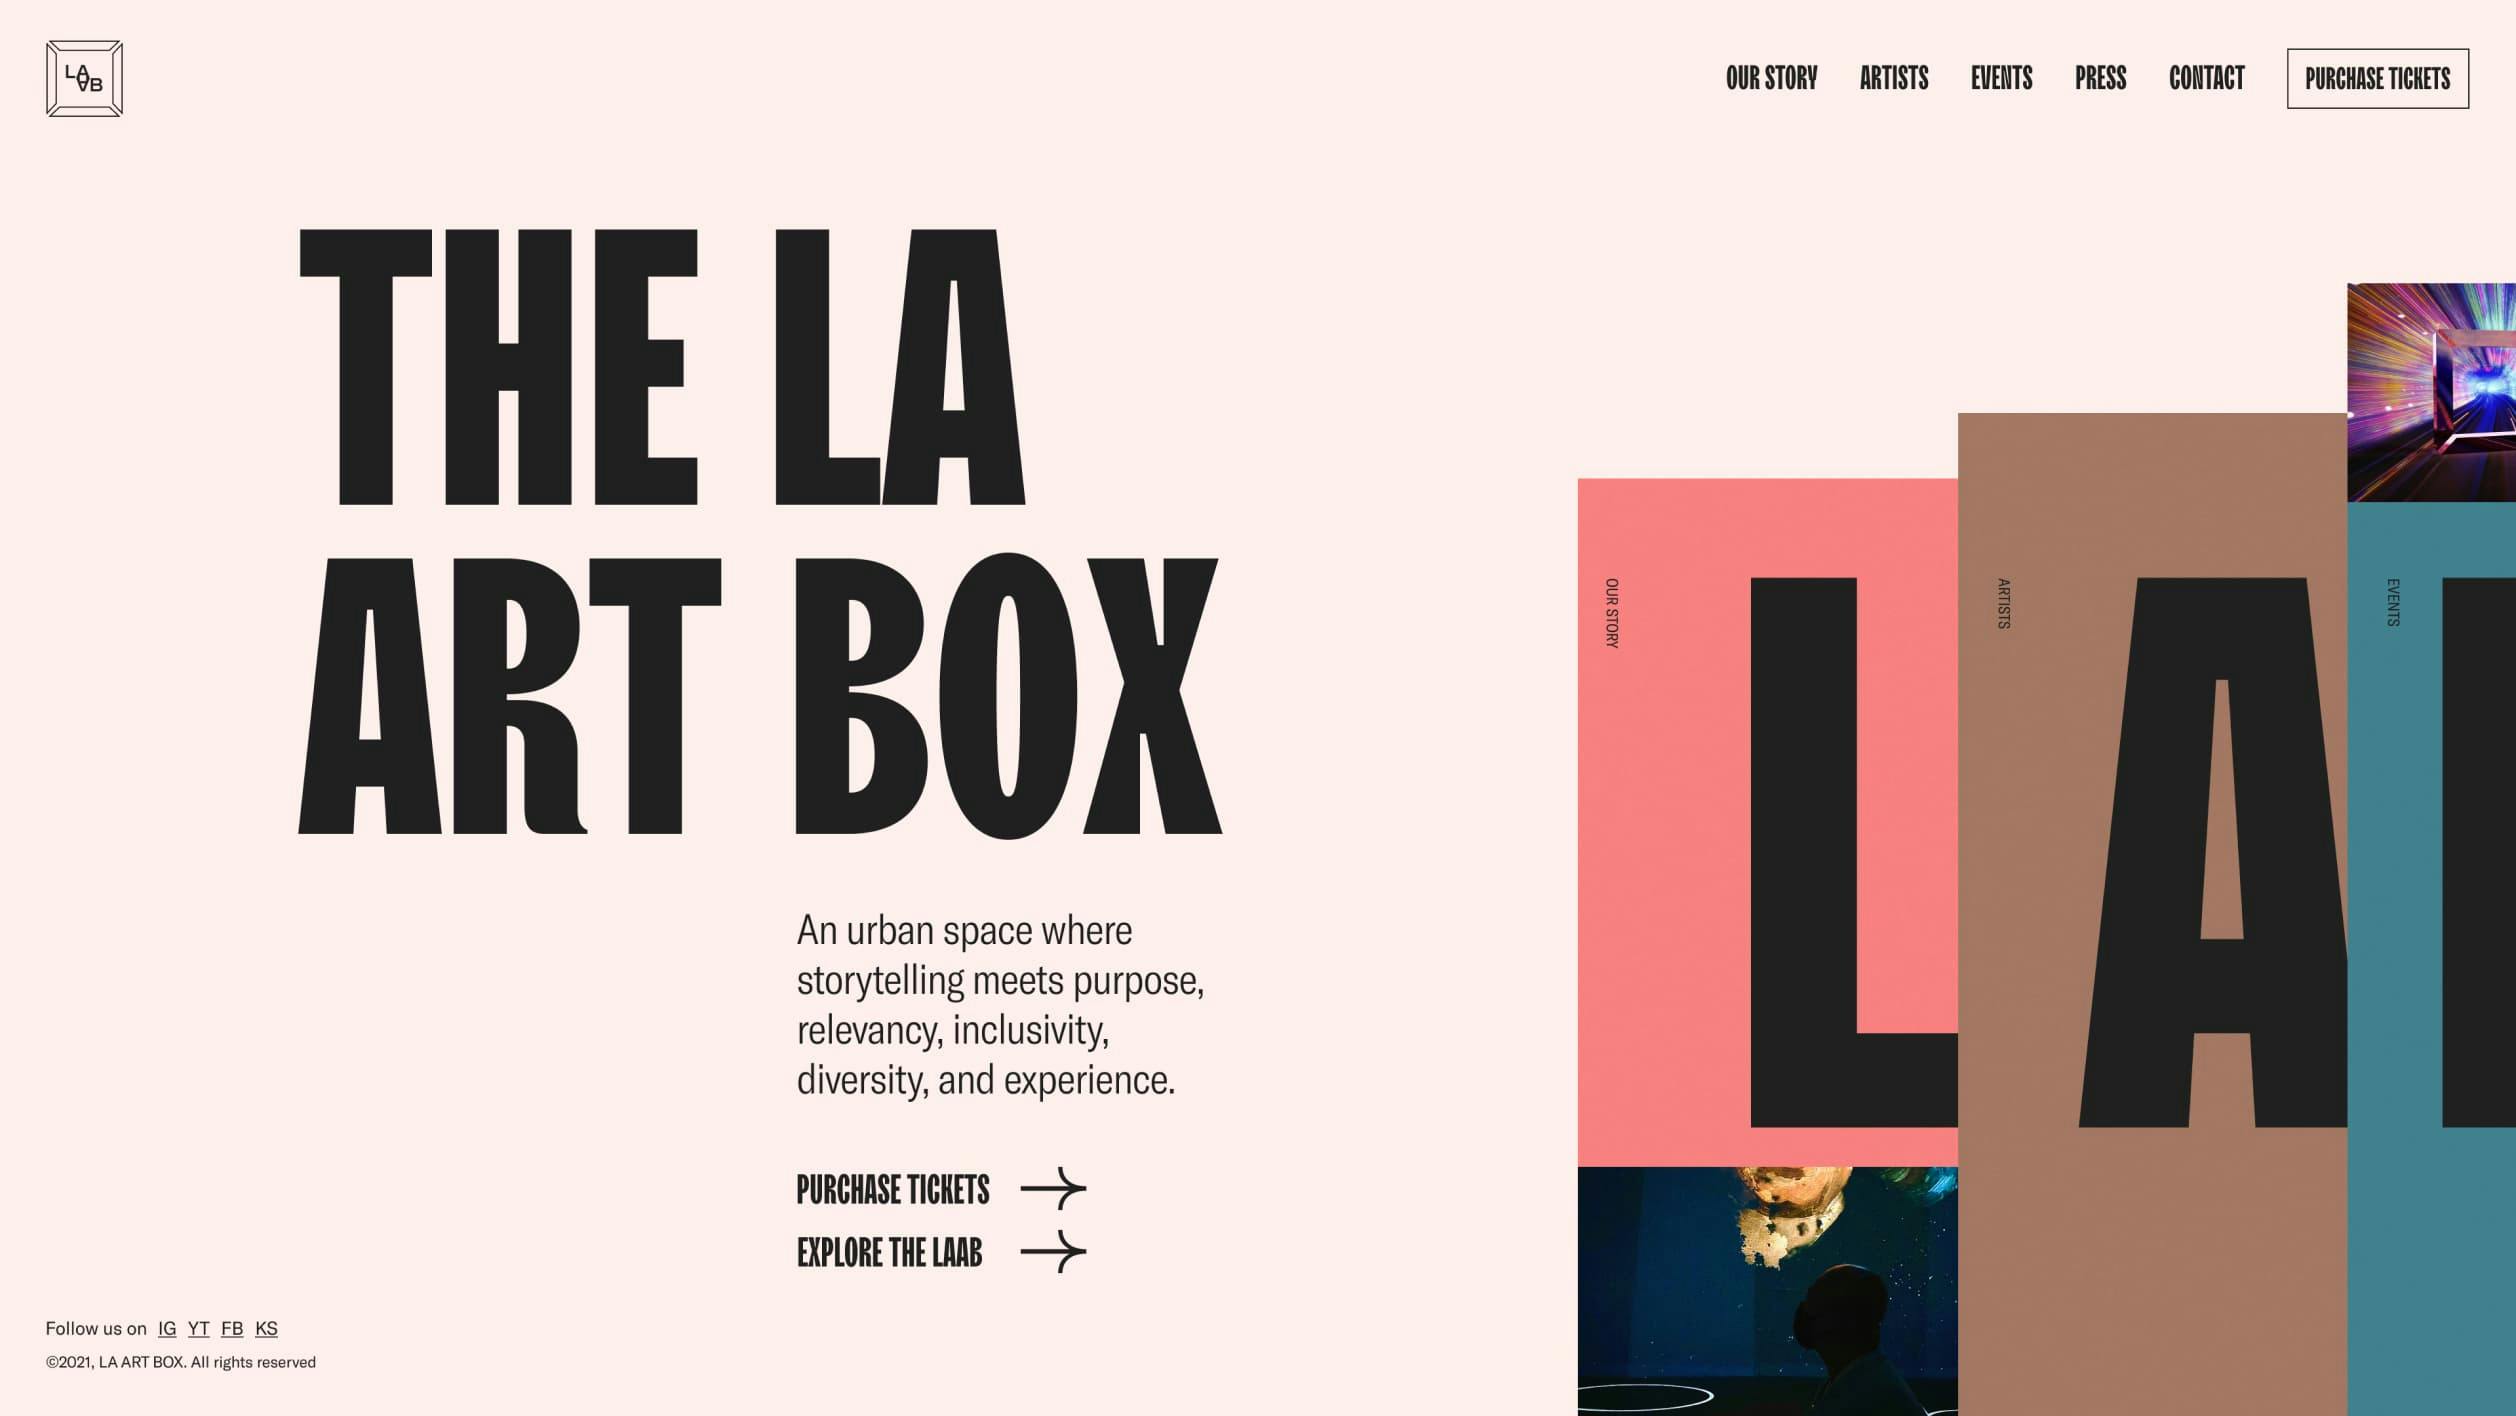 LA
AB
OUR STORY
ARTISTS
EVENTS
PRESS
CONTACT
PURCHASE TICKETS
THE LA
ART BOX
An urban space where
storytelling meets purpose,
relevancy, inclusivity,
diversity, and experience.
PURCHASE TICKETS
EXPLORE THE LAAB
Follow us on IG YT FB KS
©2021, LA ART BOX. All rights reserved
OUR STORY
L
ARTISTS
A
EVENTS